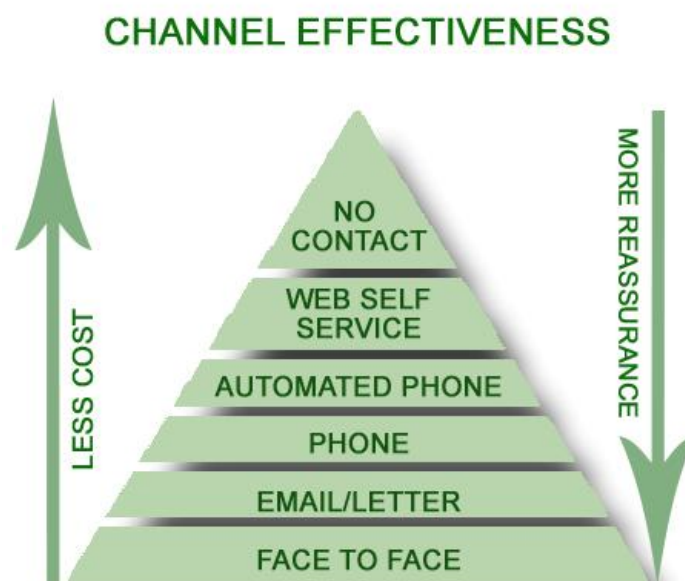 CHANNEL EFFECTIVENESS
NO
CONTACT
WEB SELF
SERVICE
AUTOMATED PHONE
PHONE
EMAIL/LETTER
FACE TO FACE
LESS COST
MORE REASSURANCE